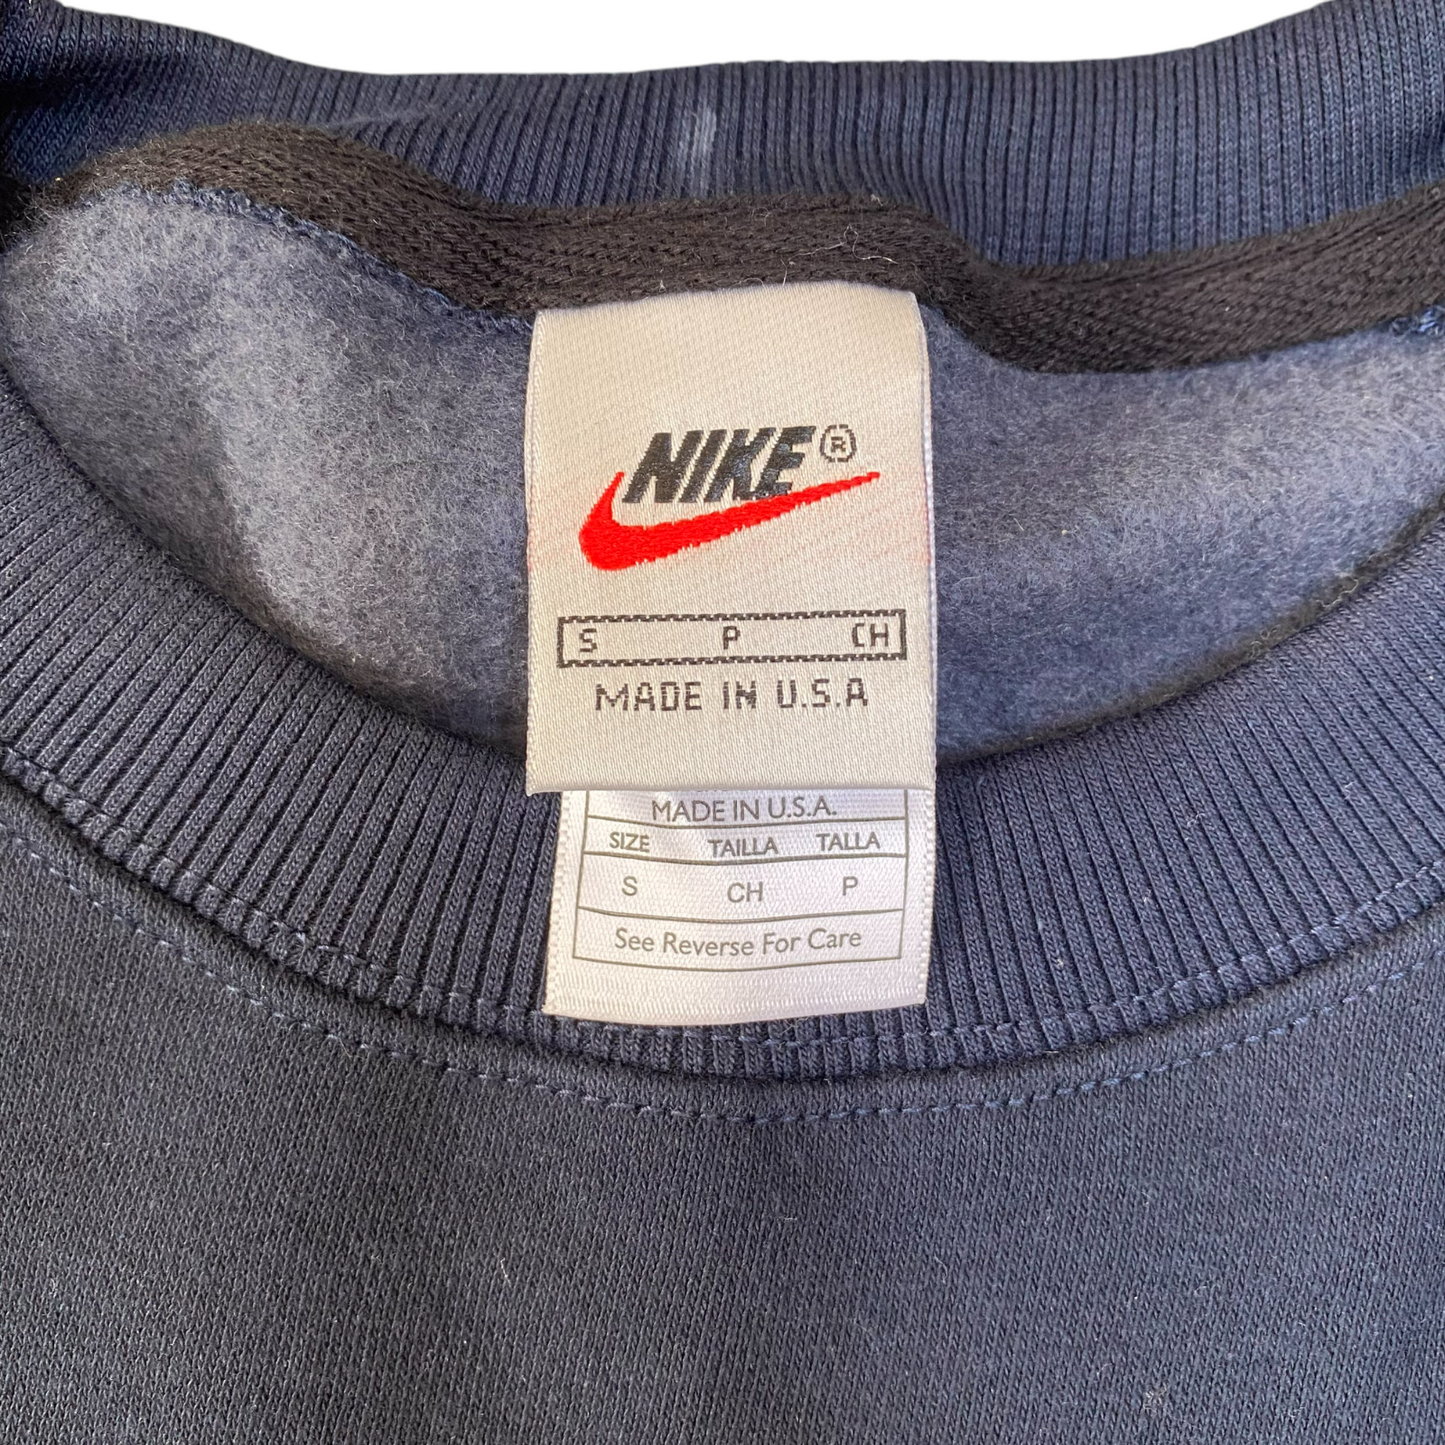 NIKE®
S P CH
MADE IN U.S.A
MADE IN U.S.A.
SIZE TAILLA TALLA
S CH P
See Reverse For Care